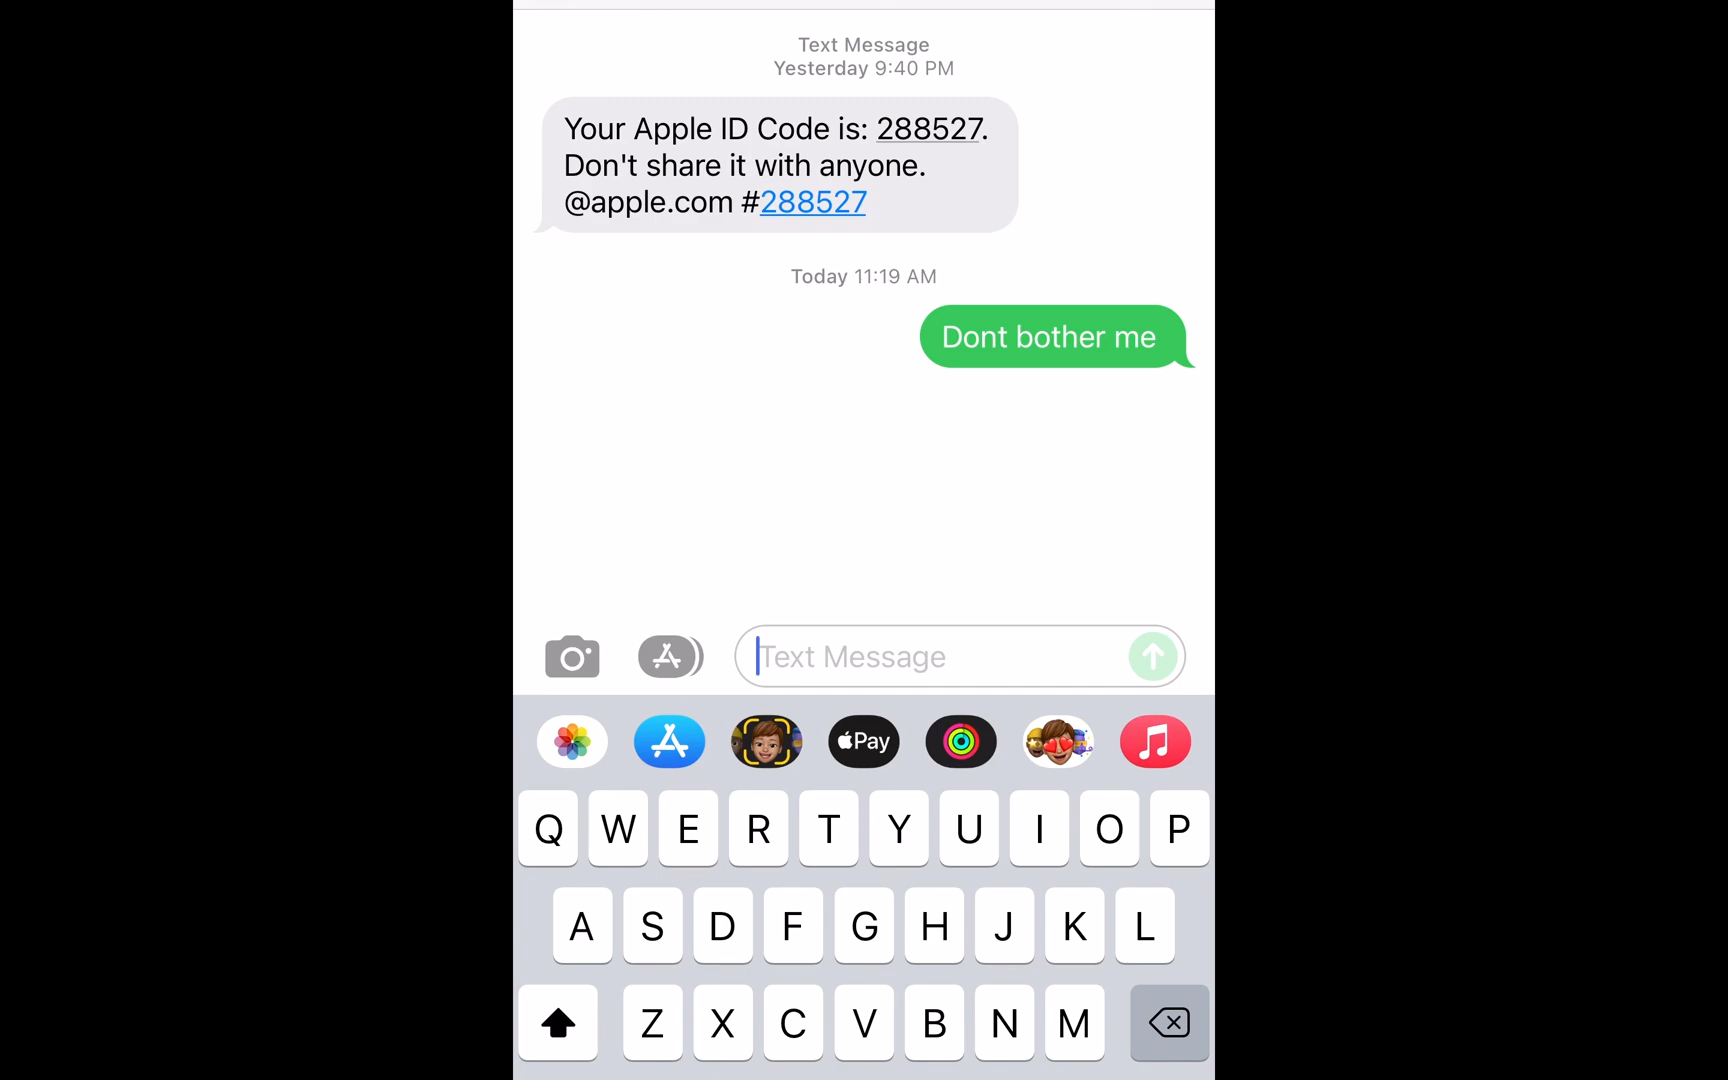 Text Message
Yesterday 9:40 PM
Your Apple ID Code is: 288527.
Don't share it with anyone.
@apple.com #288527
Today 11:19 AM
Dont bother me
Text Message
Pay
Q W E R T Y U I O P
A S D F G H J K L
Z X C V B N M